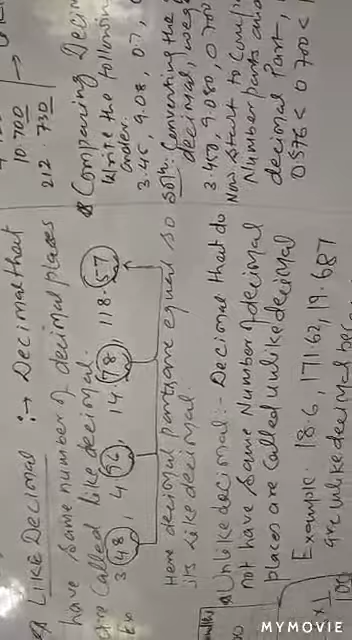 10.700 →
212.730
LIKE DECIMAL :→ Decimal that
have same number of decimal places
are called like decimal.
Ex 3.48, 4.56, 14.78, 118.57
Here decimal parts are equal so
its like decimal.
Unlike decimal:- Decimal that do
not have same Number of decimal
places are called unlike decimal
Example. 18.6, 171.62, 19.687
are unlike decimal
Comparing Deci
Write the following
order.
3.45, 9.08, 0.7,
Soln. Converting the
decimal, we g
3.450, 9.080, 0.700
Now, start to comp
Number parts and
decimal part,
0.576 < 0.700 <
MYMOVIE